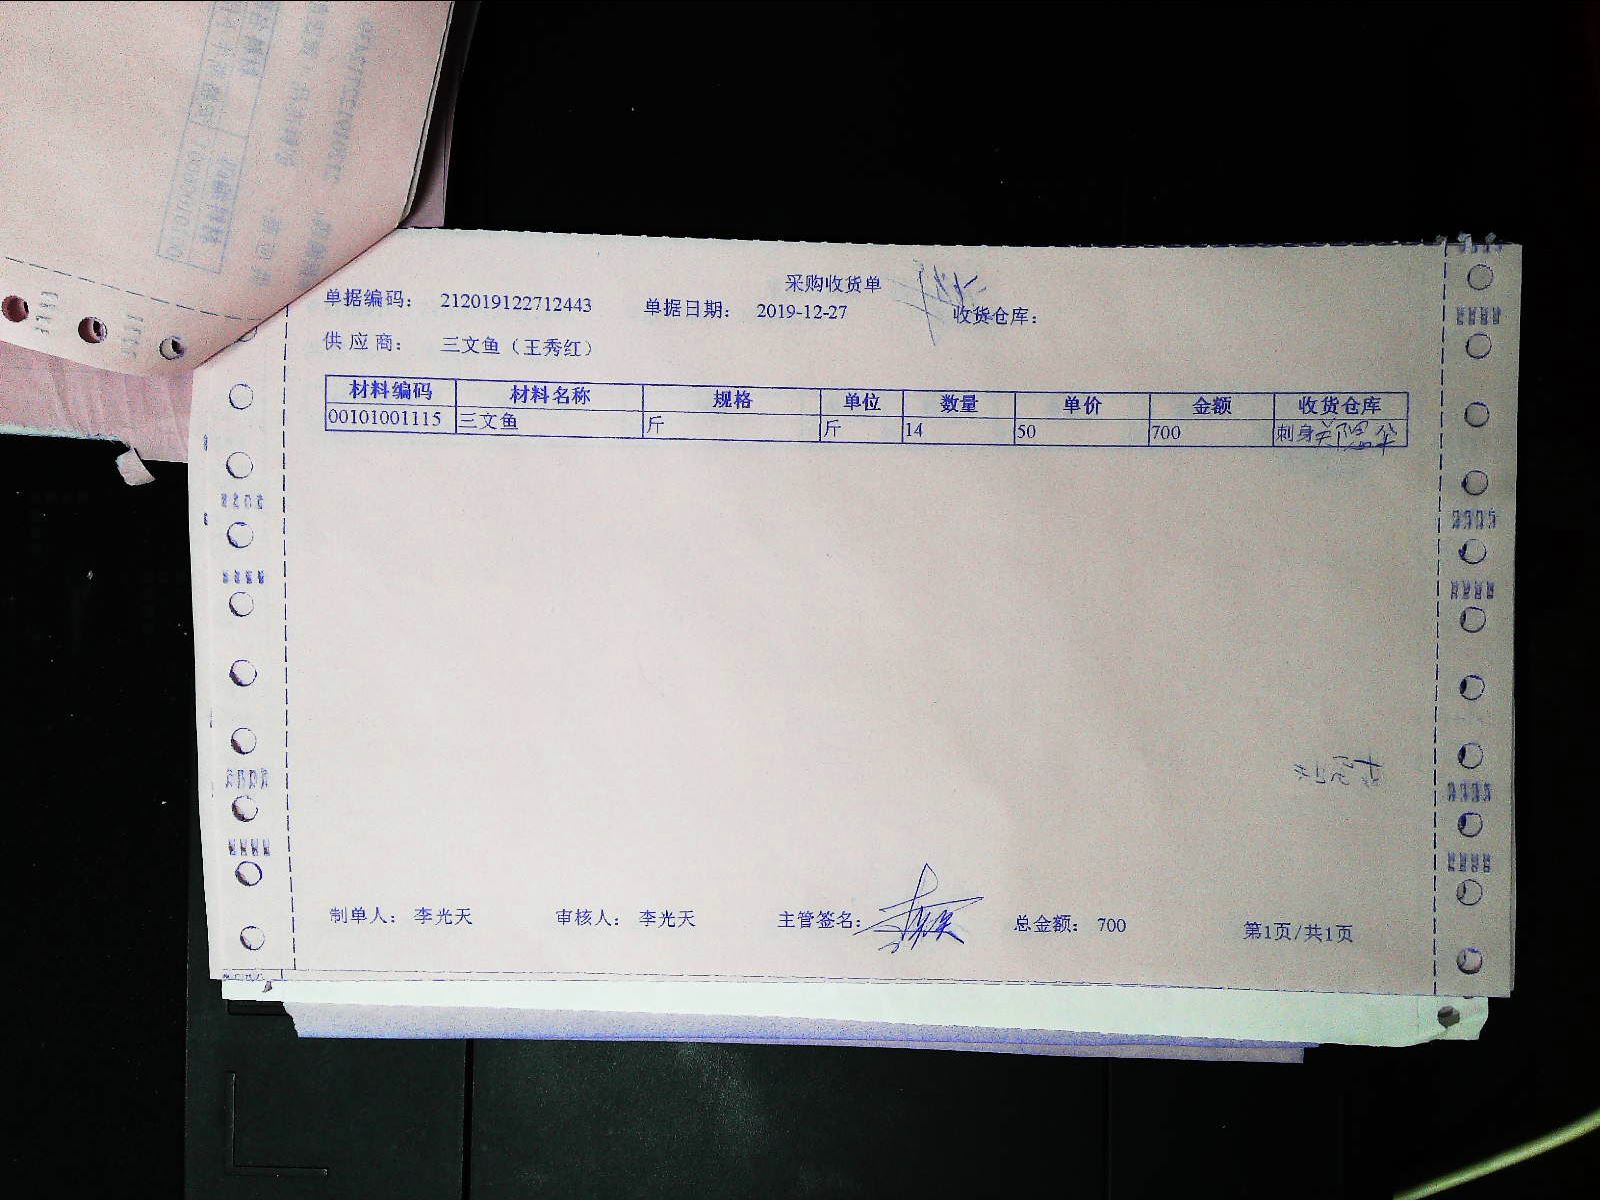 采购收货单
单据编码： 212019122712443 单据日期： 2019-12-27 收货仓库：
供应商： 三文鱼（王秀红）
材料编码 材料名称 规格 单位 数量 单价 金额 收货仓库
00101001115 三文鱼 斤 斤 14 50 700 刺身
制单人： 李光天 审核人： 李光天 主管签名： 总金额： 700 第1页/共1页